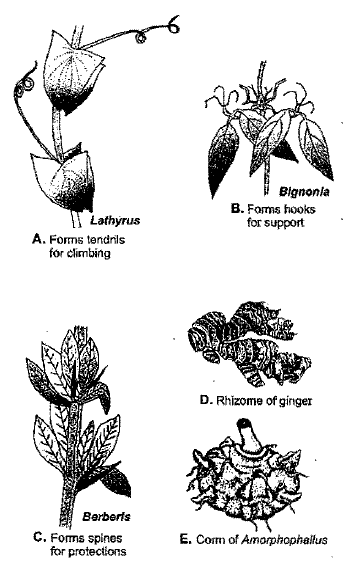 Lathyrus
A. Forms tendrils
for climbing
Bignonia
B. Forms hooks
for support
Berberis
C. Forms spines
for protections
D. Rhizome of ginger
E. Corm of Amorphophallus